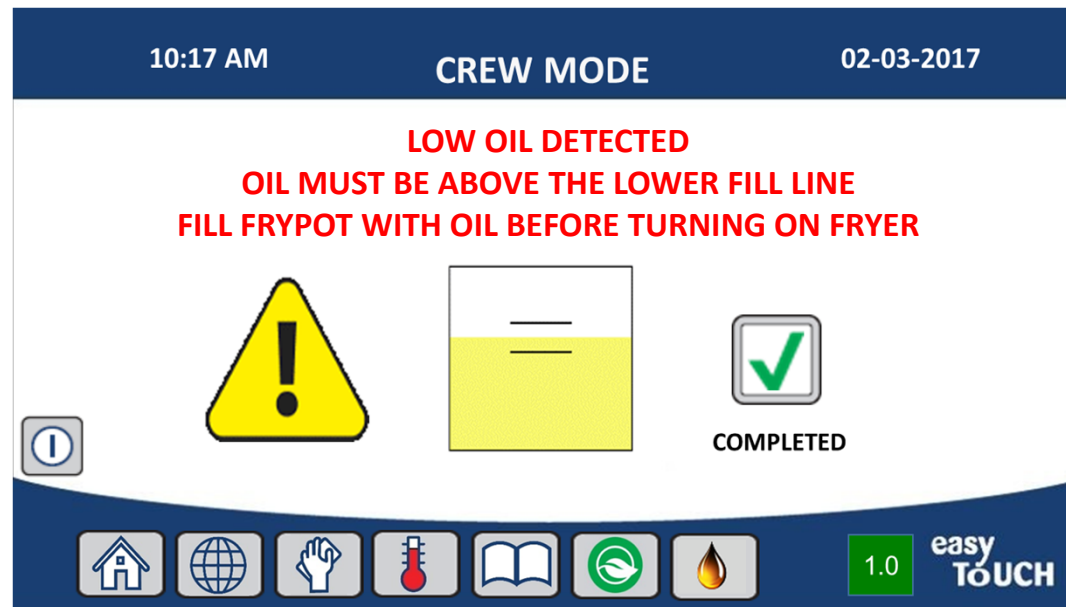 10:17 AM
CREW MODE
02-03-2017
LOW OIL DETECTED
OIL MUST BE ABOVE THE LOWER FILL LINE
FILL FRYPOT WITH OIL BEFORE TURNING ON FRYER
COMPLETED
1.0
easy
TOUCH